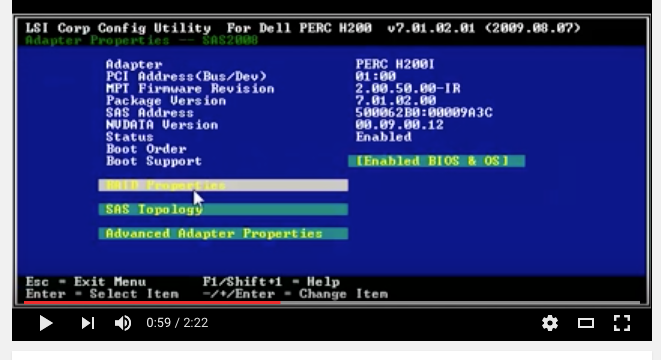 LSI Corp Config Utility For Dell PERC H200 v7.01.02.01 (2009.08.07)
Adapter Properties -- SAS2008
Adapter PERC H200I
PCI Address(Bus/Dev) 01:00
MPT Firmware Revision 2.00.50.00-IR
Package Version 7.01.02.00
SAS Address 500062B0:00009A3C
NVDATA Version 00.09.00.12
Status Enabled
Boot Order
Boot Support [Enabled BIOS & OS]
RAID Properties
SAS Topology
Advanced Adapter Properties
Esc = Exit Menu F1/Shift+1 = Help
Enter = Select Item -/+/Enter = Change Item
0:59 / 2:22